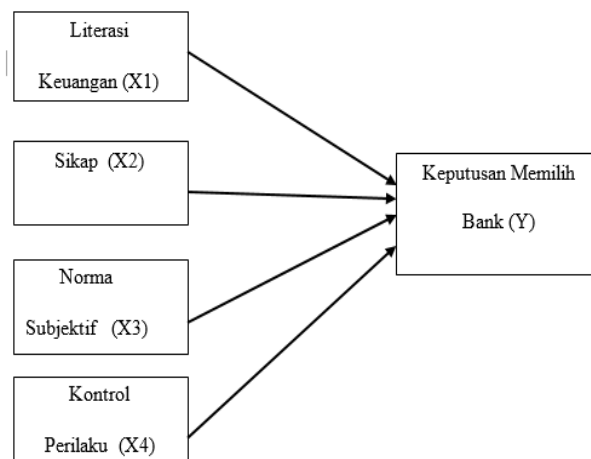 Literasi
Keuangan (X1)
Sikap (X2)
Keputusan Memilih
Bank (Y)
Norma
Subjektif (X3)
Kontrol
Perilaku (X4)